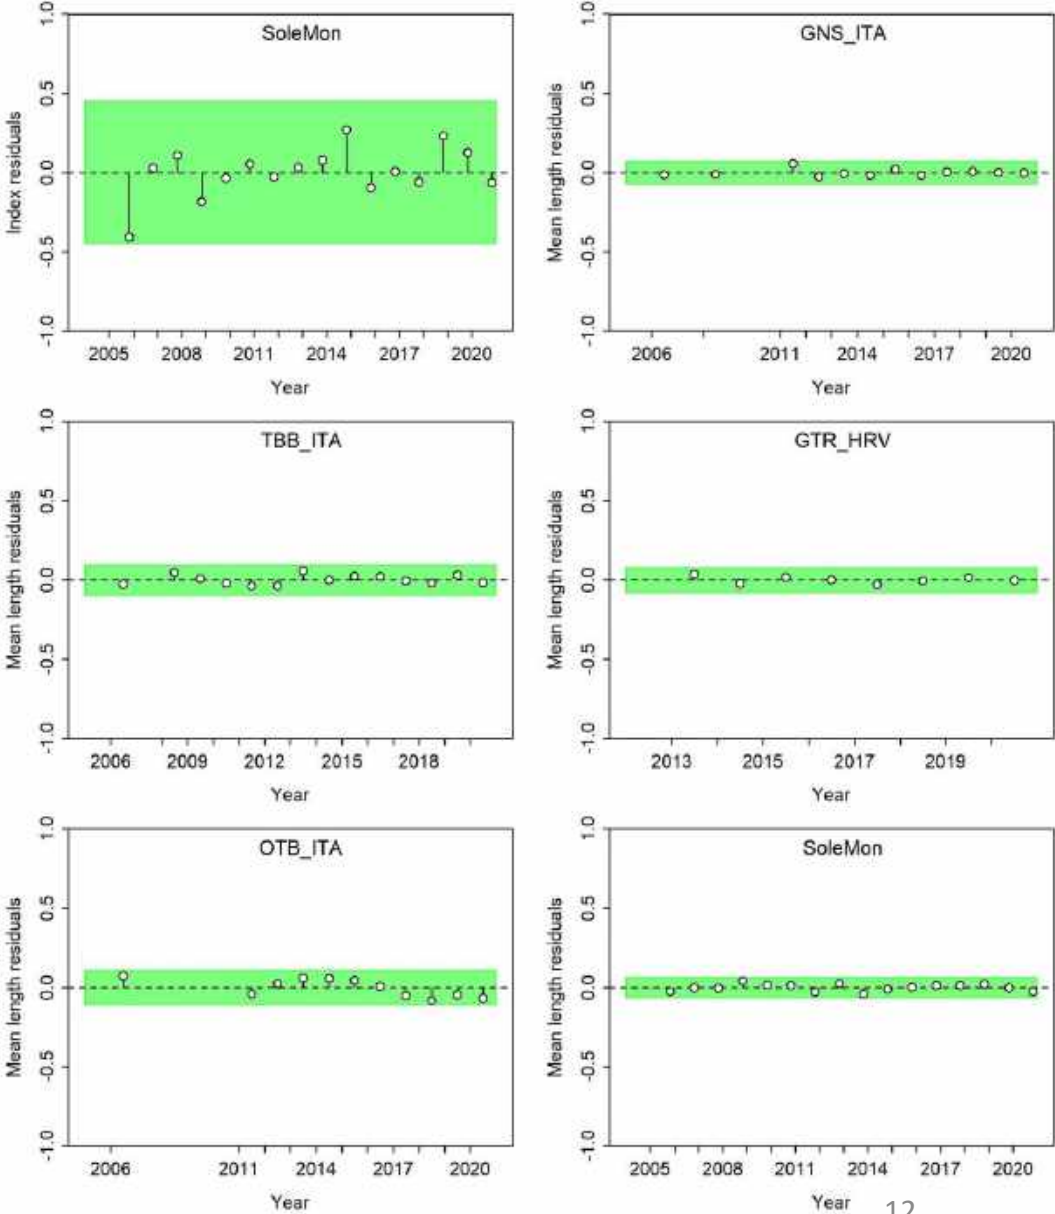 SoleMon
1.0
0.5
0.0
-0.5
-1.0
Index residuals
2005 2008 2011 2014 2017 2020
Year
GNS_ITA
1.0
0.5
0.0
-0.5
-1.0
Mean length residuals
2006 2011 2014 2017 2020
Year
TBB_ITA
1.0
0.5
0.0
-0.5
-1.0
Mean length residuals
2006 2009 2012 2015 2018
Year
GTR_HRV
1.0
0.5
0.0
-0.5
-1.0
Mean length residuals
2013 2015 2017 2019
Year
OTB_ITA
1.0
0.5
0.0
-0.5
-1.0
Mean length residuals
2006 2011 2014 2017 2020
Year
SoleMon
1.0
0.5
0.0
-0.5
-1.0
Mean length residuals
2005 2008 2011 2014 2017 2020
Year
12